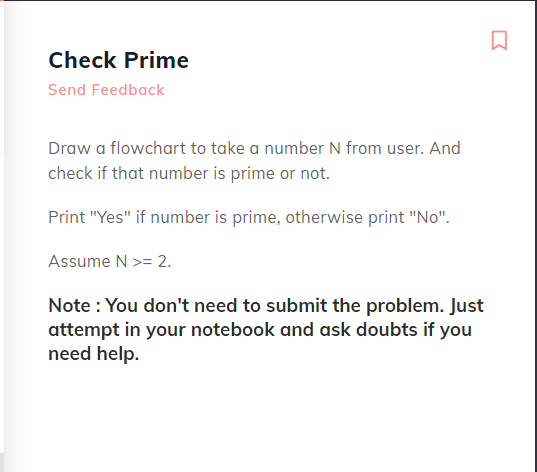 Check Prime
Send Feedback
Draw a flowchart to take a number N from user. And
check if that number is prime or not.
Print "Yes" if number is prime, otherwise print "No".
Assume N >= 2.
Note : You don't need to submit the problem. Just
attempt in your notebook and ask doubts if you
need help.